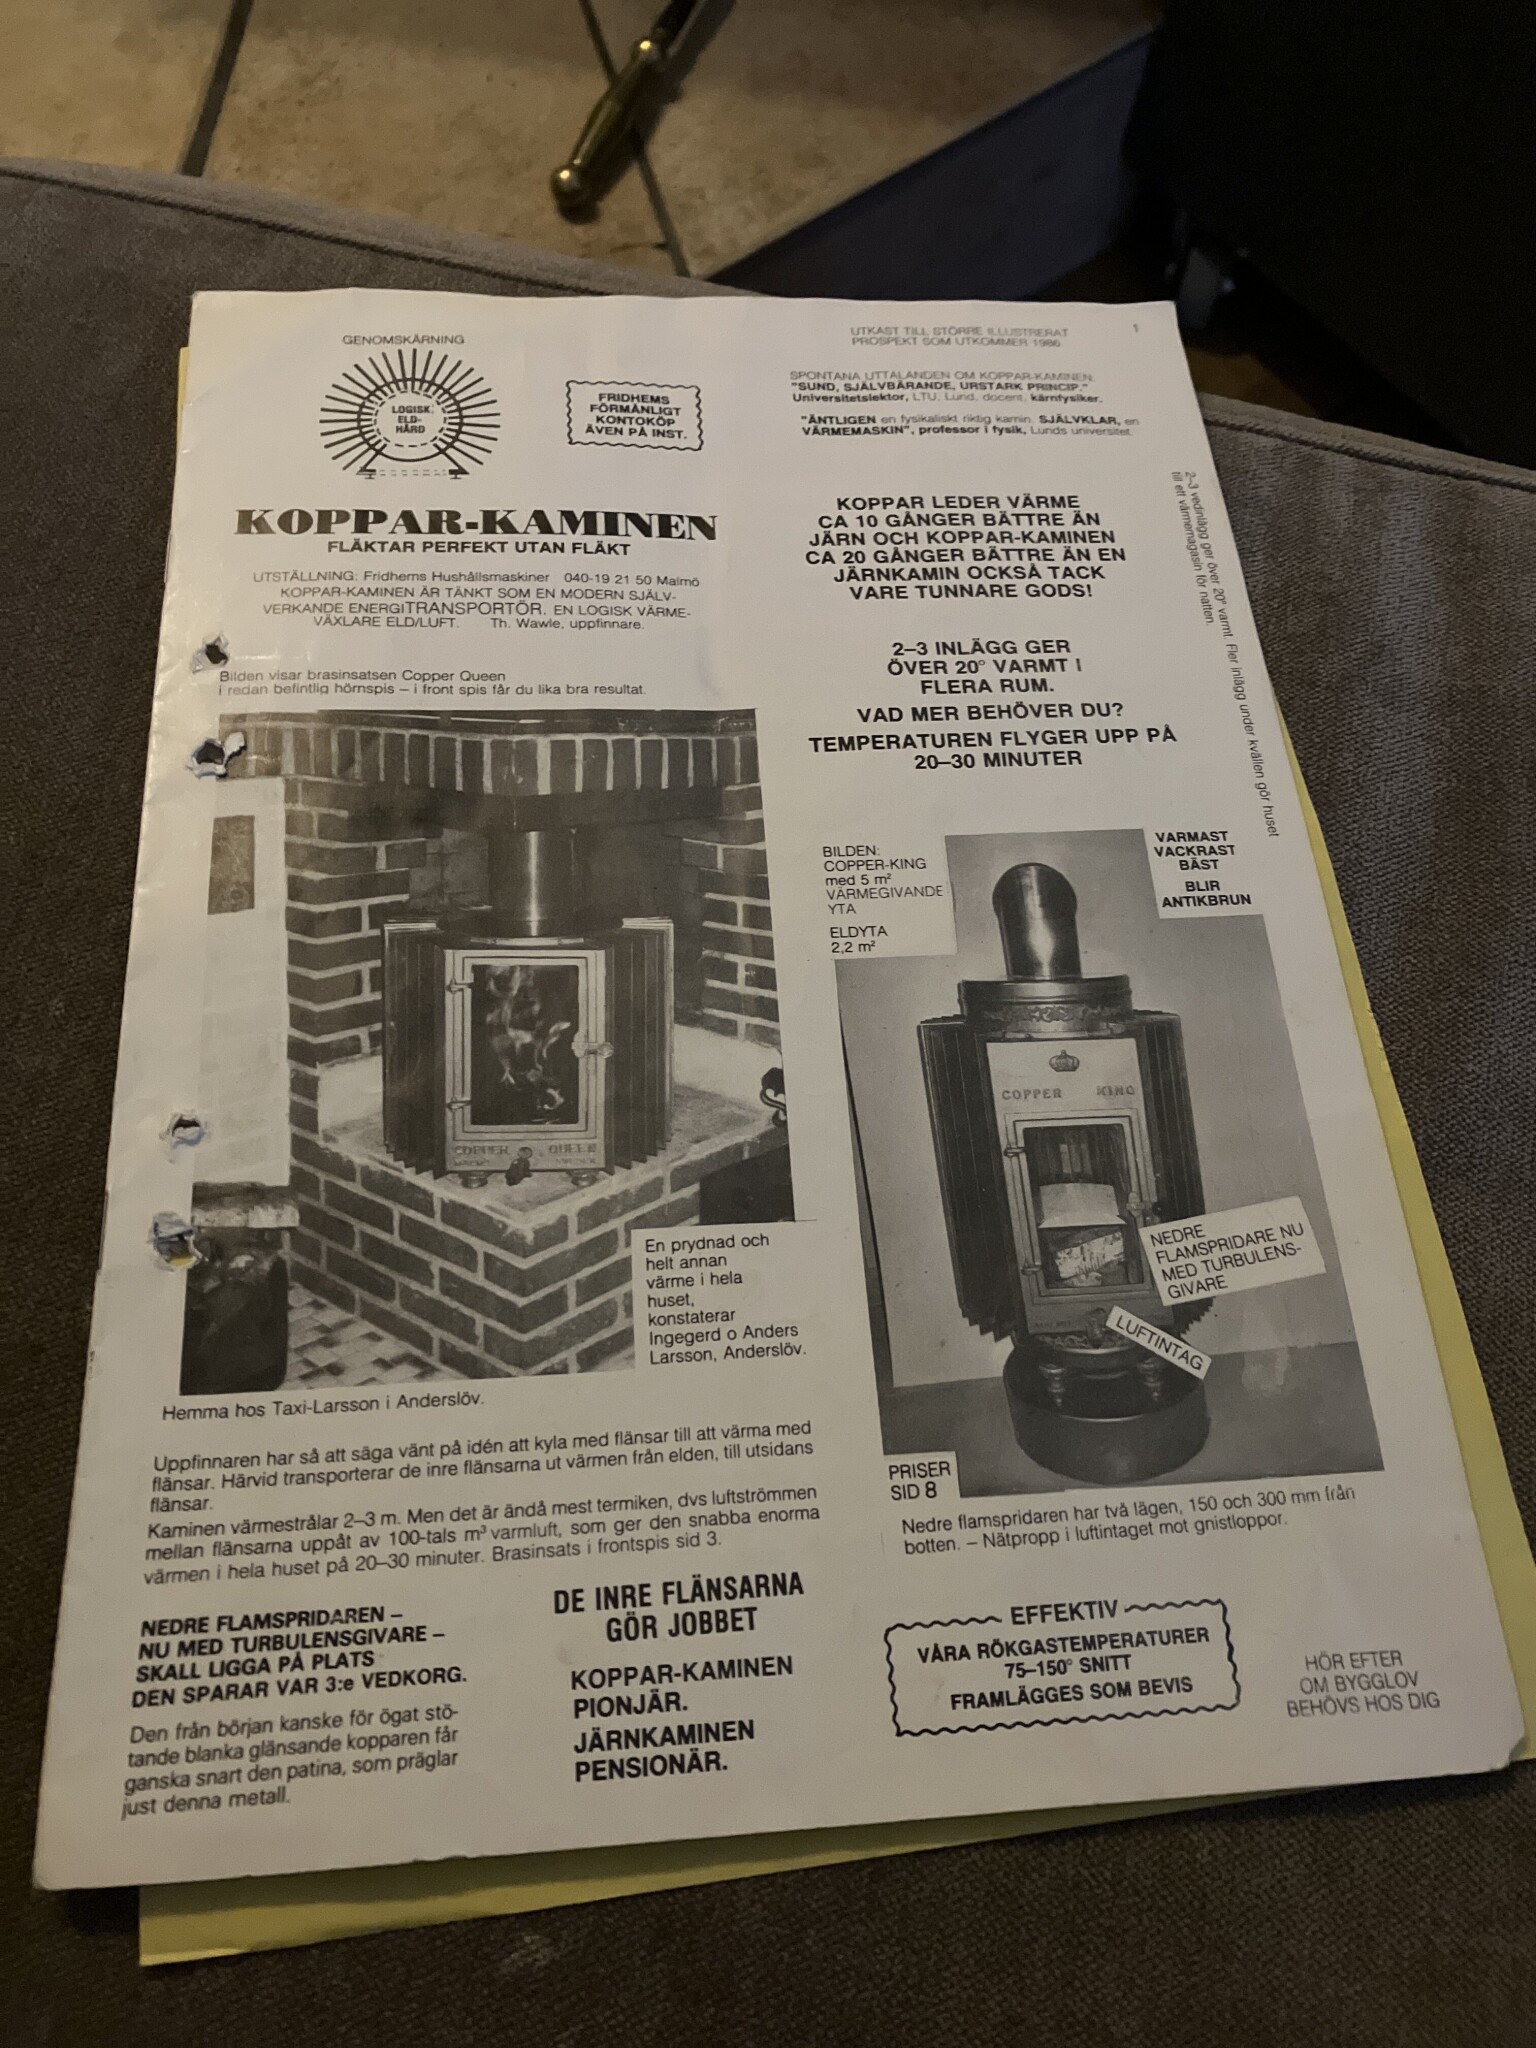 GENOMSKÄRNING
LOGISK
ELD-
HÄRD
FRIDHEMS
FÖRMÅNLIGT
KONTOKÖP
ÄVEN PÅ INST.
UTKAST TILL STÖRRE ILLUSTRERAT
PROSPEKT SOM UTKOMMER 1986
1
SPONTANA UTTALANDEN OM KOPPAR-KAMINEN:
"SUND, SJÄLVBÄRANDE, URSTARK PRINCIP."
Universitetslektor, LTU, Lund, docent, kärnfysiker.
"ÄNTLIGEN en fysikaliskt riktig kamin. SJÄLVKLAR, en
VÄRMEMASKIN", professor i fysik, Lunds universitet.
KOPPAR-KAMINEN
FLÄKTAR PERFEKT UTAN FLÄKT
UTSTÄLLNING: Fridhems Hushållsmaskiner 040-19 21 50 Malmö
KOPPAR-KAMINEN ÄR TÄNKT SOM EN MODERN SJÄLV-
VERKANDE ENERGITRANSPORTÖR. EN LOGISK VÄRME-
VÄXLARE ELD/LUFT. Th. Wawle, uppfinnare.
KOPPAR LEDER VÄRME
CA 10 GÅNGER BÄTTRE ÄN
JÄRN OCH KOPPAR-KAMINEN
CA 20 GÅNGER BÄTTRE ÄN EN
JÄRNKAMIN OCKSÅ TACK
VARE TUNNARE GODS!
2–3 INLÄGG GER
ÖVER 20° VARMT I
FLERA RUM.
VAD MER BEHÖVER DU?
TEMPERATUREN FLYGER UPP PÅ
20–30 MINUTER
2–3 vedinlägg ger över 20° varmt. Fler inlägg under kvällen gör huset
till ett värmemagasin för natten.
Bilden visar brasinsatsen Copper Queen
i redan befintlig hörnspis – i front spis får du lika bra resultat.
COPPER QUEEN
En prydnad och
helt annan
värme i hela
huset,
konstaterar
Ingegerd o Anders
Larsson, Anderslöv.
Hemma hos Taxi-Larsson i Anderslöv.
BILDEN:
COPPER-KING
med 5 m²
VÄRMEGIVANDE
YTA
ELDYTA
2,2 m²
VARMAST
VACKRAST
BÄST
BLIR
ANTIKBRUN
COPPER KING
NEDRE
FLAMSPRIDARE NU
MED TURBULENS-
GIVARE
LUFTINTAG
PRISER
SID 8
Nedre flamspridaren har två lägen, 150 och 300 mm från
botten. – Nätpropp i luftintaget mot gnistloppor.
Uppfinnaren har så att säga vänt på idén att kyla med flänsar till att värma med
flänsar. Härvid transporterar de inre flänsarna ut värmen från elden, till utsidans
flänsar.
Kaminen värmestrålar 2–3 m. Men det är ändå mest termiken, dvs luftströmmen
mellan flänsarna uppåt av 100-tals m³ varmluft, som ger den snabba enorma
värmen i hela huset på 20–30 minuter. Brasinsats i frontspis sid 3.
NEDRE FLAMSPRIDAREN –
NU MED TURBULENSGIVARE –
SKALL LIGGA PÅ PLATS
DEN SPARAR VAR 3:e VEDKORG.
Den från början kanske för ögat stö-
tande blanka glänsande kopparen får
ganska snart den patina, som präglar
just denna metall.
DE INRE FLÄNSARNA
GÖR JOBBET
KOPPAR-KAMINEN
PIONJÄR.
JÄRNKAMINEN
PENSIONÄR.
EFFEKTIV
VÅRA RÖKGASTEMPERATURER
75–150° SNITT
FRAMLÄGGES SOM BEVIS
HÖR EFTER
OM BYGGLOV
BEHÖVS HOS DIG